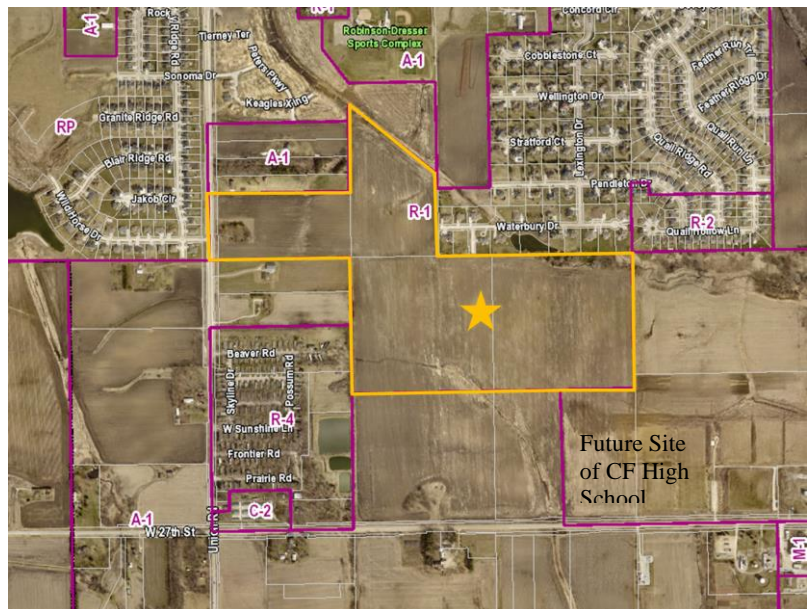 Concord Cir
A-1
Rock
Ridge Rd
Tierney Ter
Robinson-Dresser
Sports Complex
A-1
Peters Pkwy
Cobblestone Ct
Feather Run Trl
Sonoma Dr
Feather Ridge Dr
Keagles Xing
Wellington Dr
Granite Ridge Rd
RP
Quail Run Ln
Stratford Ct
Lexington Dr
Blair Ridge Rd
A-1
Quail Ridge Rd
Jakob Cir
Wild Horse Dr
R-1
Waterbury Dr
R-2
Quail Hollow Ln
Beaver Rd
Skyline Dr
Possum Rd
R-4
W Sunshine Ln
Frontier Rd
Prairie Rd
Future Site
of CF High
School
C-2
A-1
W 27th St
M-1